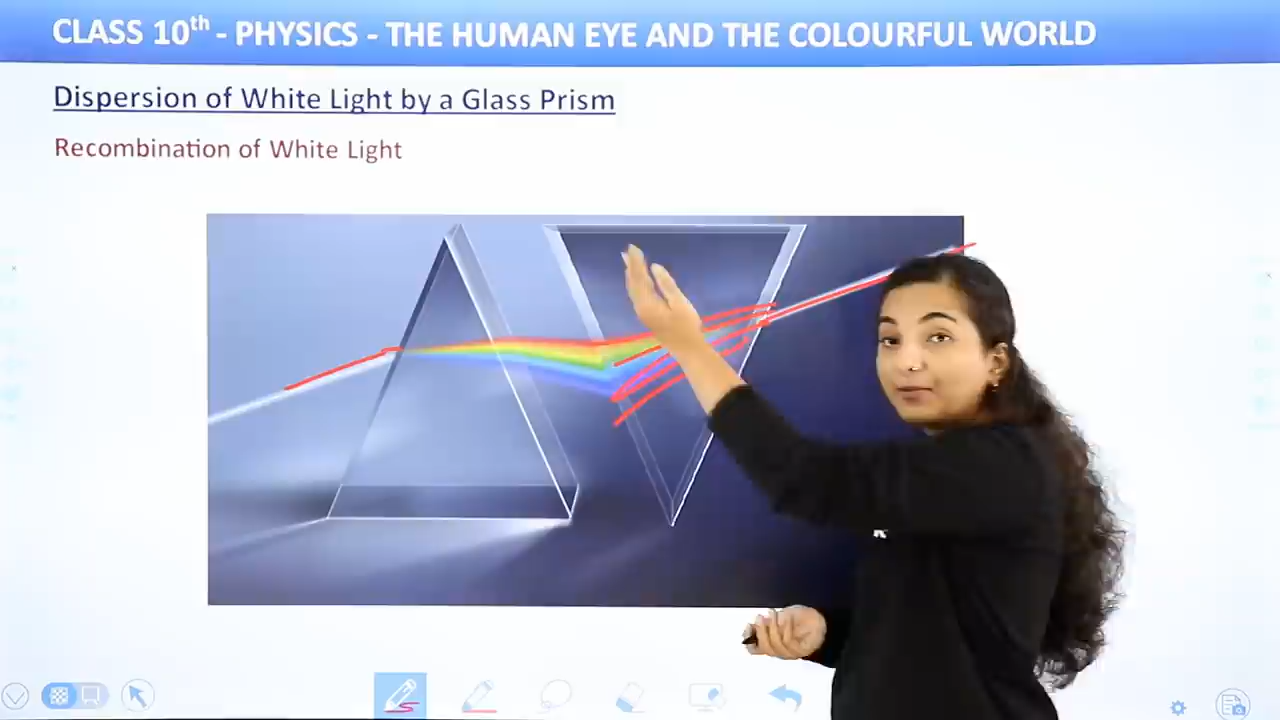 CLASS 10th - PHYSICS - THE HUMAN EYE AND THE COLOURFUL WORLD
Dispersion of White Light by a Glass Prism
Recombination of White Light